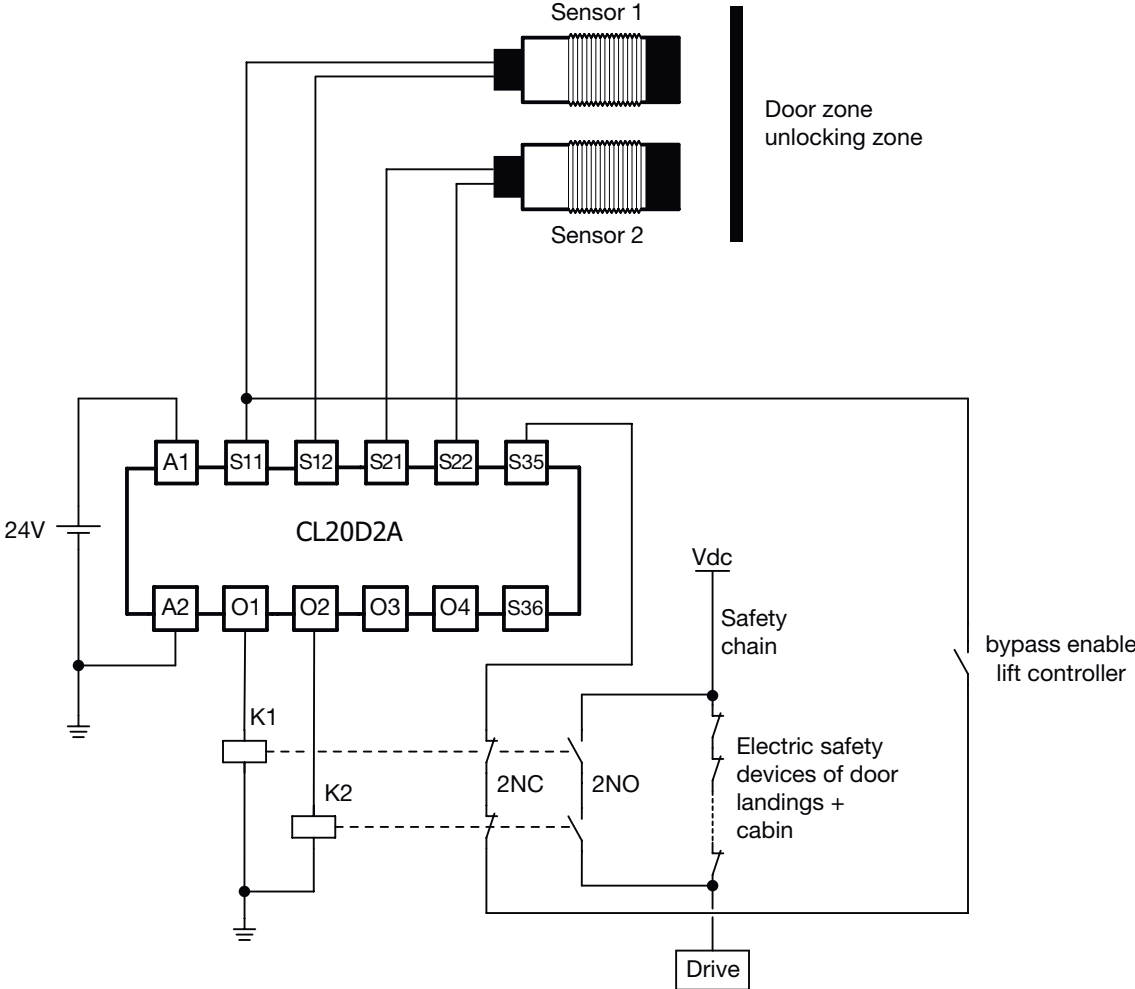 Sensor 1
Door zone
unlocking zone
Sensor 2
A1
S11
S12
S21
S22
S35
24V
CL20D2A
A2
O1
O2
O3
O4
S36
Vdc
Safety
chain
bypass enable
lift controller
K1
Electric safety
devices of door
landings +
cabin
2NC
2NO
K2
Drive